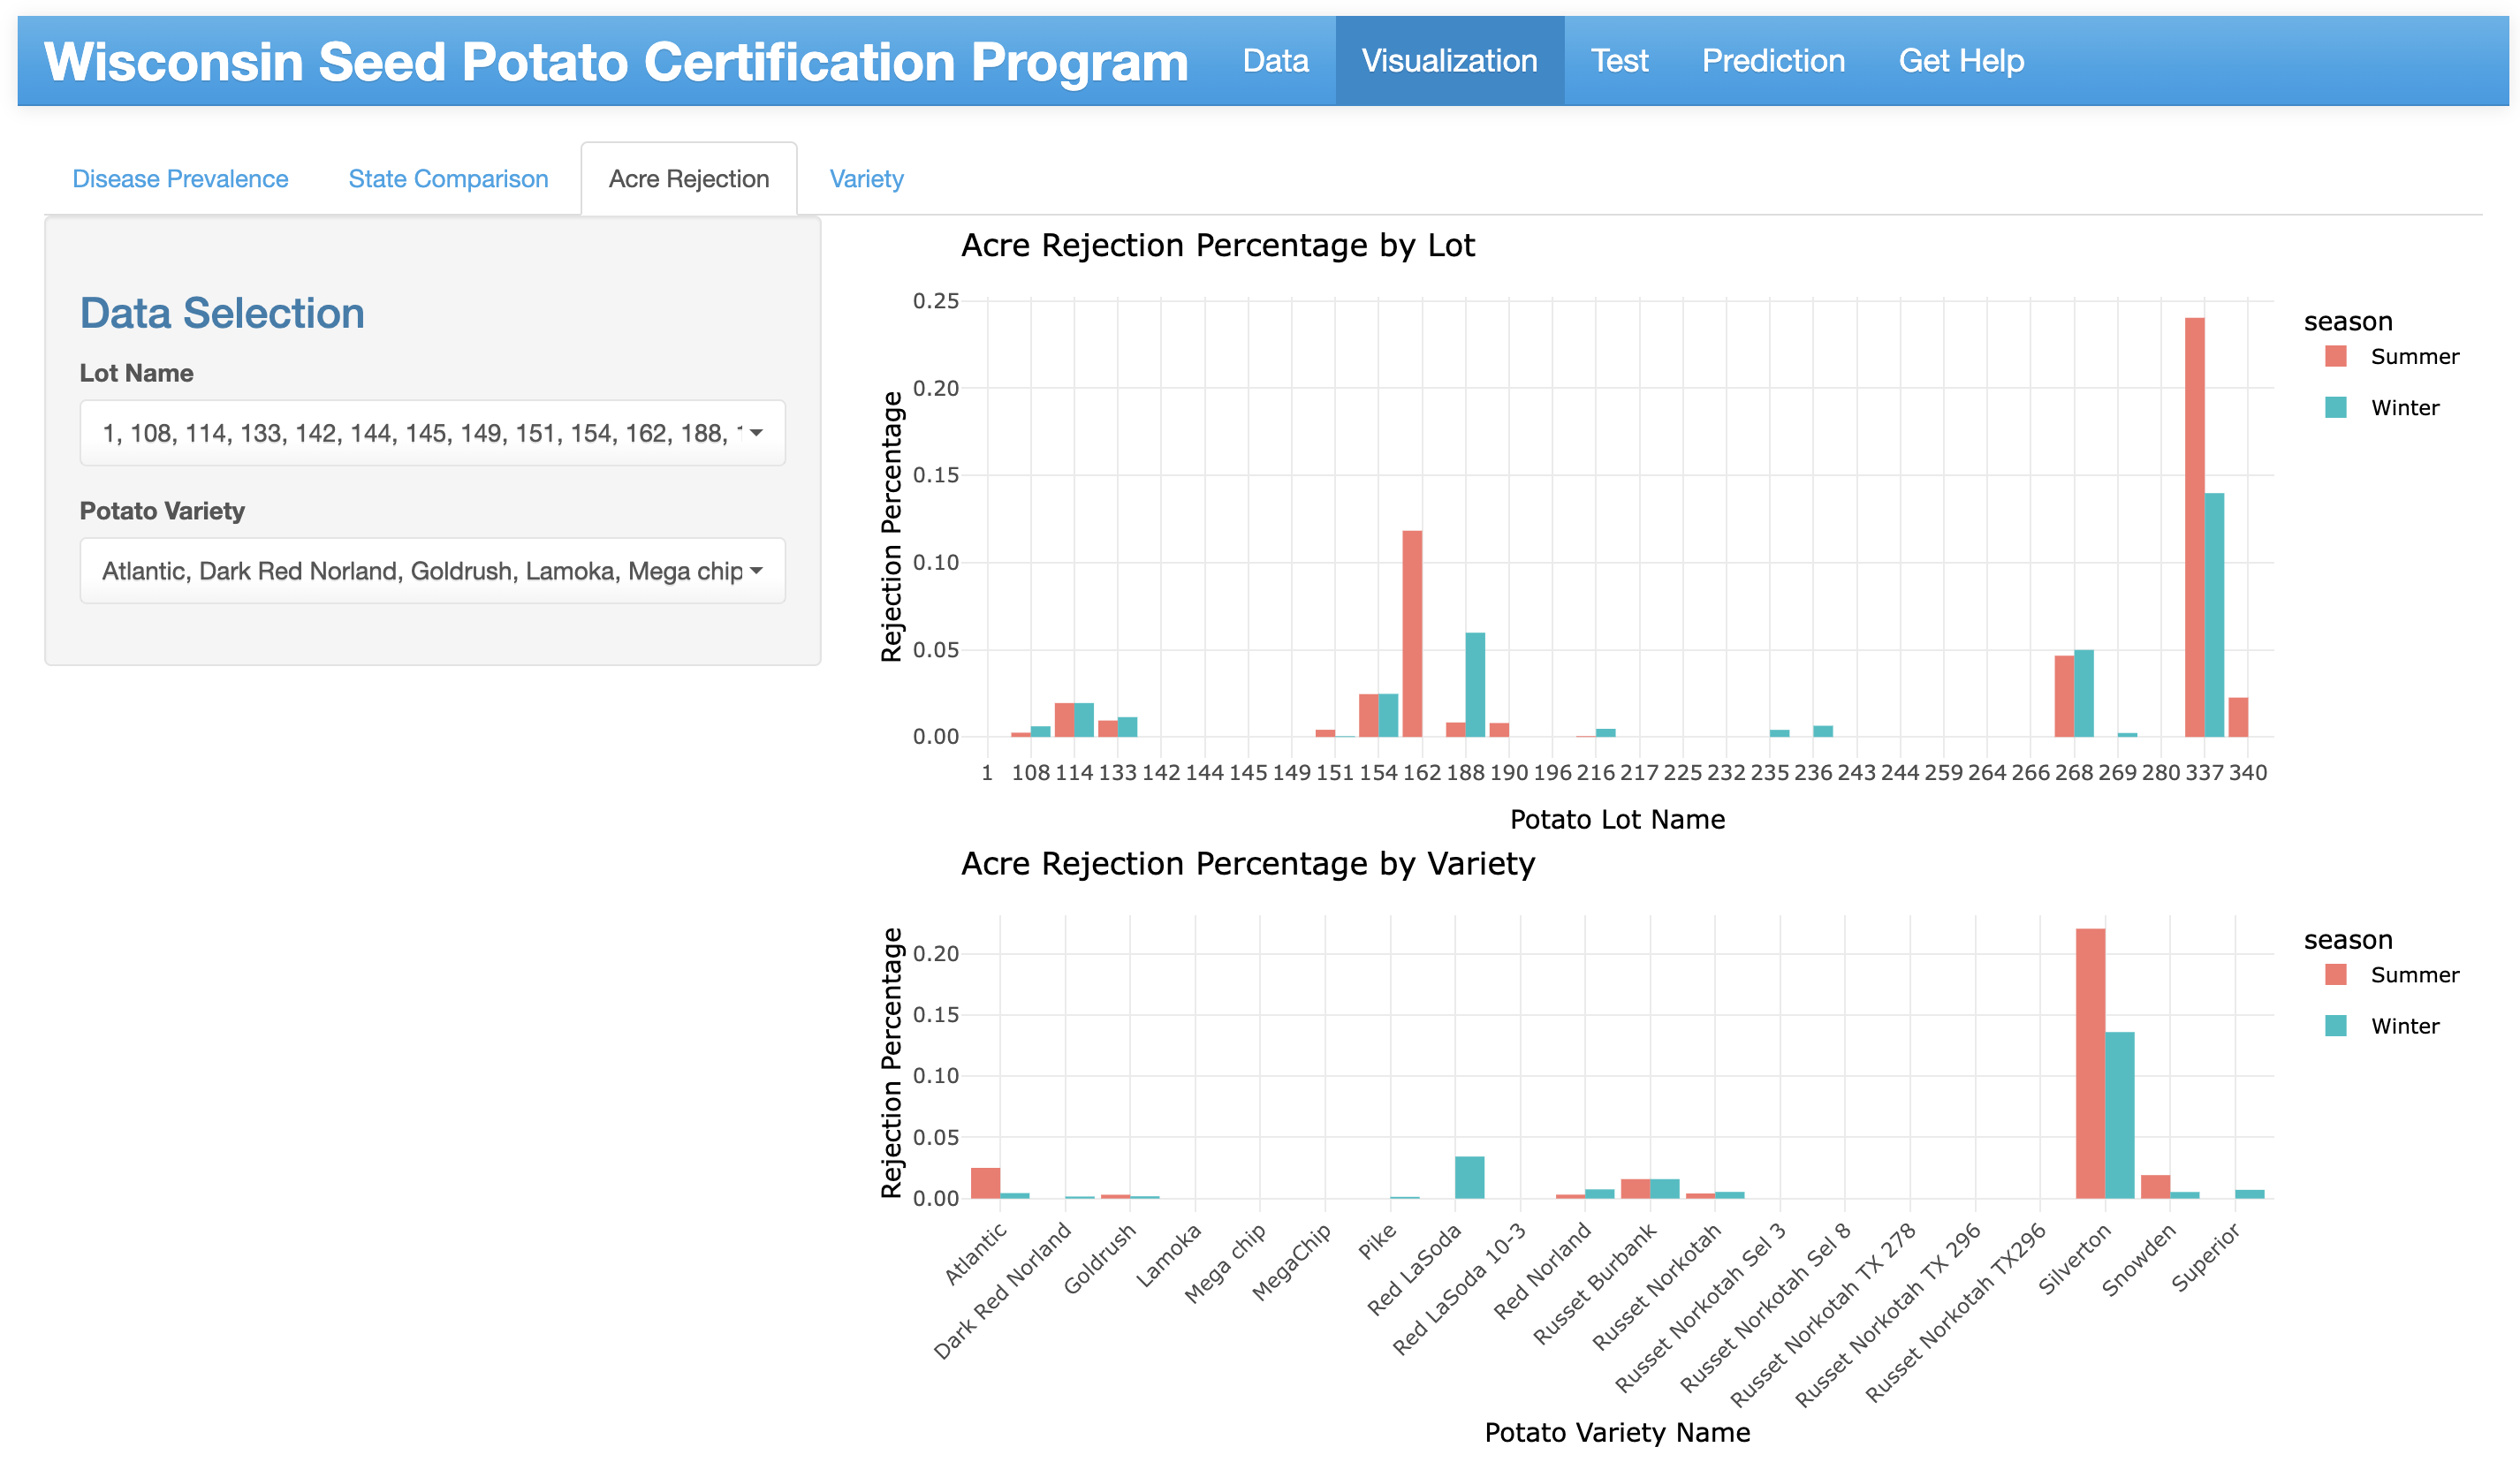 Wisconsin Seed Potato Certification Program Data Visualization Test Prediction Get Help
Disease Prevalence State Comparison Acre Rejection Variety
Data Selection
Lot Name
1, 108, 114, 133, 142, 144, 145, 149, 151, 154, 162, 188,
Potato Variety
Atlantic, Dark Red Norland, Goldrush, Lamoka, Mega chip
Acre Rejection Percentage by Lot
Rejection Percentage
0.25
0.20
0.15
0.10
0.05
0.00
1 108 114 133 142 144 145 149 151 154 162 188 190 196 216 217 225 232 235 236 243 244 259 264 266 268 269 280 337 340
Potato Lot Name
season
Summer
Winter
Acre Rejection Percentage by Variety
Rejection Percentage
0.20
0.15
0.10
0.05
0.00
Atlantic
Dark Red Norland
Goldrush
Lamoka
Mega chip
MegaChip
Pike
Red LaSoda
Red LaSoda 10-3
Red Norland
Russet Burbank
Russet Norkotah
Russet Norkotah Sel 3
Russet Norkotah Sel 8
Russet Norkotah TX 278
Russet Norkotah TX 296
Russet Norkotah TX296
Silverton
Snowden
Superior
Potato Variety Name
season
Summer
Winter